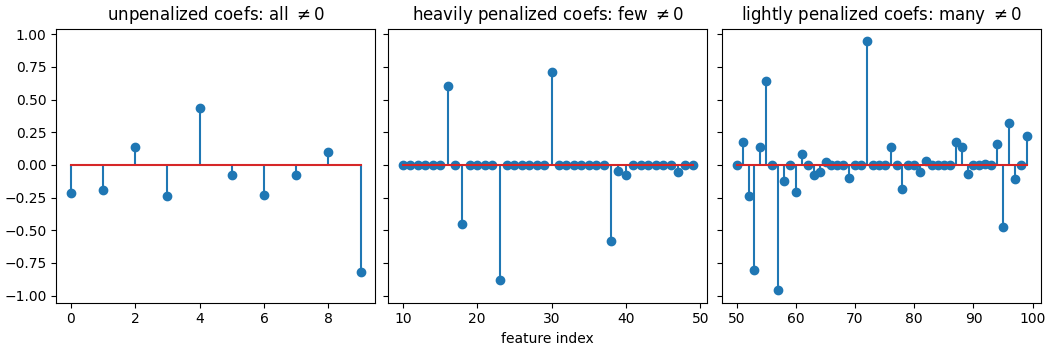 unpenalized coefs: all ≠0
heavily penalized coefs: few ≠0
lightly penalized coefs: many ≠0
1.00
0.75
0.50
0.25
0.00
−0.25
−0.50
−0.75
−1.00
0 2 4 6 8
10 20 30 40 50
50 60 70 80 90 100
feature index